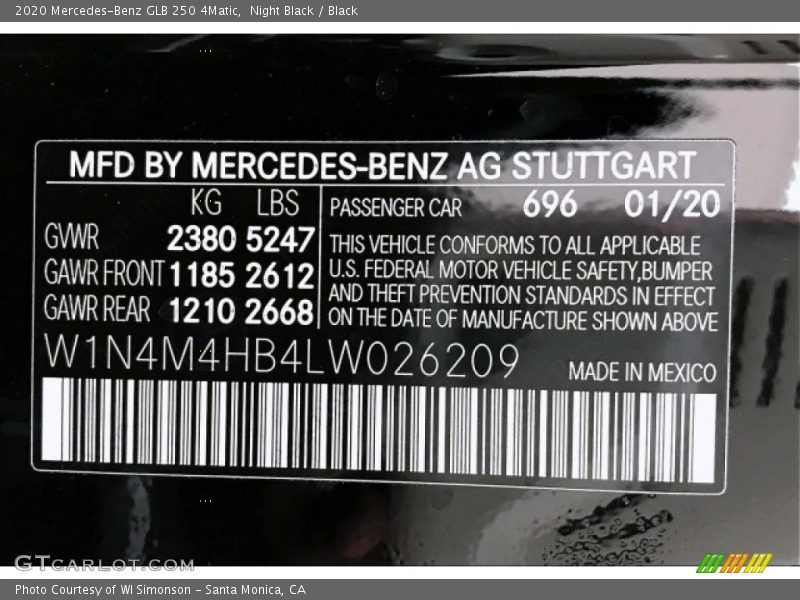 2020 Mercedes-Benz GLB 250 4Matic,  Night Black / Black
MFD BY MERCEDES-BENZ AG STUTTGART
KG LBS
GVWR 2380 5247
GAWR FRONT 1185 2612
GAWR REAR 1210 2668
PASSENGER CAR 696 01/20
THIS VEHICLE CONFORMS TO ALL APPLICABLE
U.S. FEDERAL MOTOR VEHICLE SAFETY,BUMPER
AND THEFT PREVENTION STANDARDS IN EFFECT
ON THE DATE OF MANUFACTURE SHOWN ABOVE
W1N4M4HB4LW026209
MADE IN MEXICO
GTCARLOT.COM
Photo Courtesy of WI Simonson - Santa Monica, CA